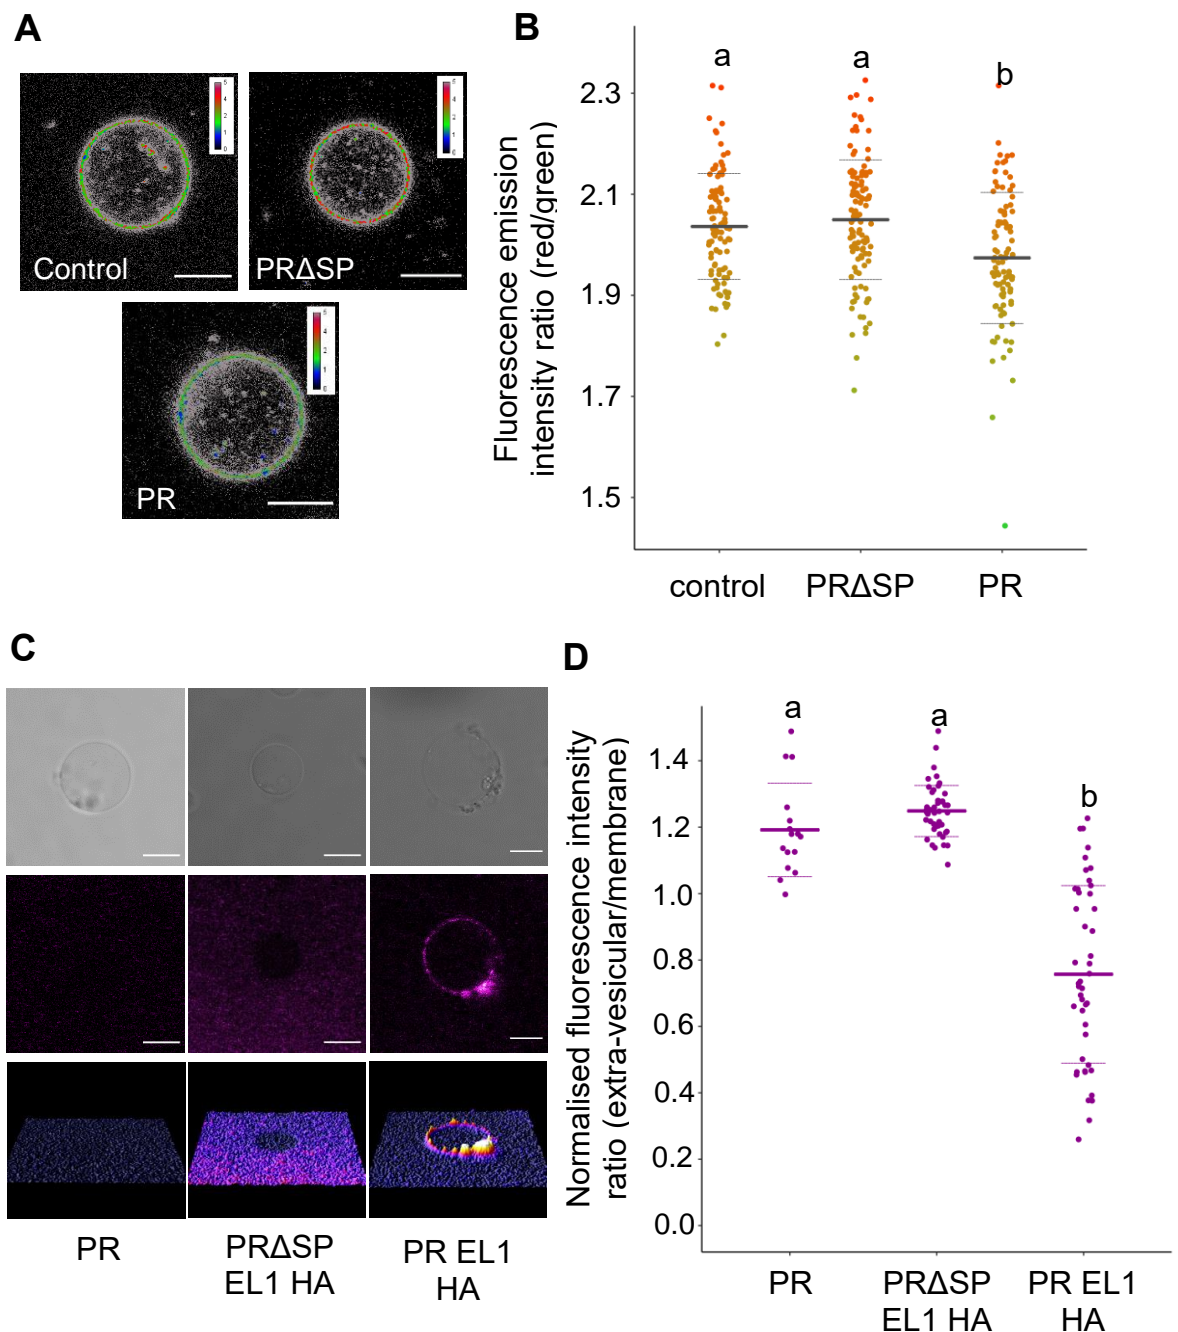 A
Control
PRΔSP
PR
B
Fluorescence emission
intensity ratio (red/green)
2.3
2.1
1.9
1.7
1.5
a
a
b
control
PRΔSP
PR
C
PR
PRΔSP
EL1 HA
PR EL1
HA
D
Normalised fluorescence intensity
ratio (extra-vesicular/membrane)
1.4
1.2
1.0
0.8
0.6
0.4
0.2
0.0
a
a
b
PR
PRΔSP
EL1 HA
PR EL1
HA